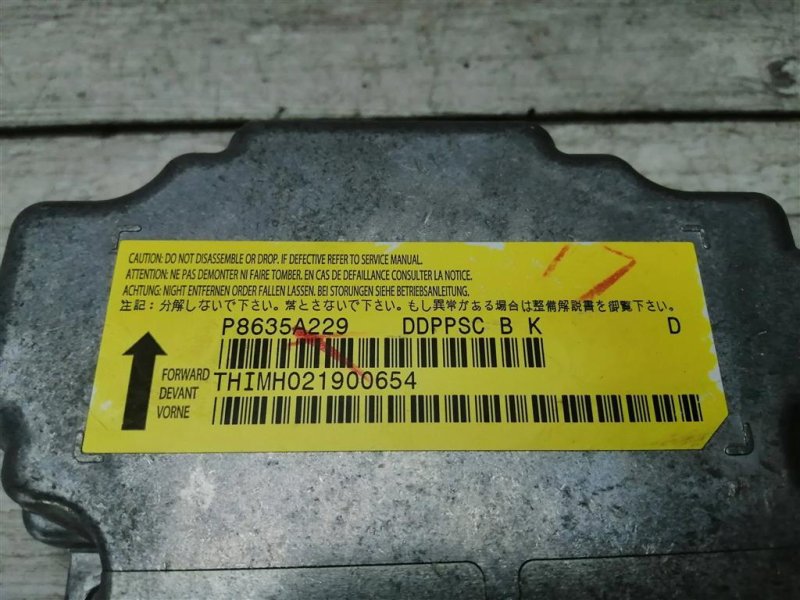 CAUTION: DO NOT DISASSEMBLE OR DROP. IF DEFECTIVE REFER TO SERVICE MANUAL.
ATTENTION: NE PAS DEMONTER NI FAIRE TOMBER. EN CAS DE DEFAILLANCE CONSULTER LA NOTICE.
ACHTUNG: NIGHT ENTFERNEN ORDER FALLEN LASSEN. BEI STORUNGEN SIEHE BETRIEBSANLEITUNG.
注記: 分解しないで下さい。落とさないで下さい。もし異常がある場合は整備解説書を御覧下さい。
P8635A229 DDPPSC B K D
FORWARD THIMH021900654
DEVANT
VORNE